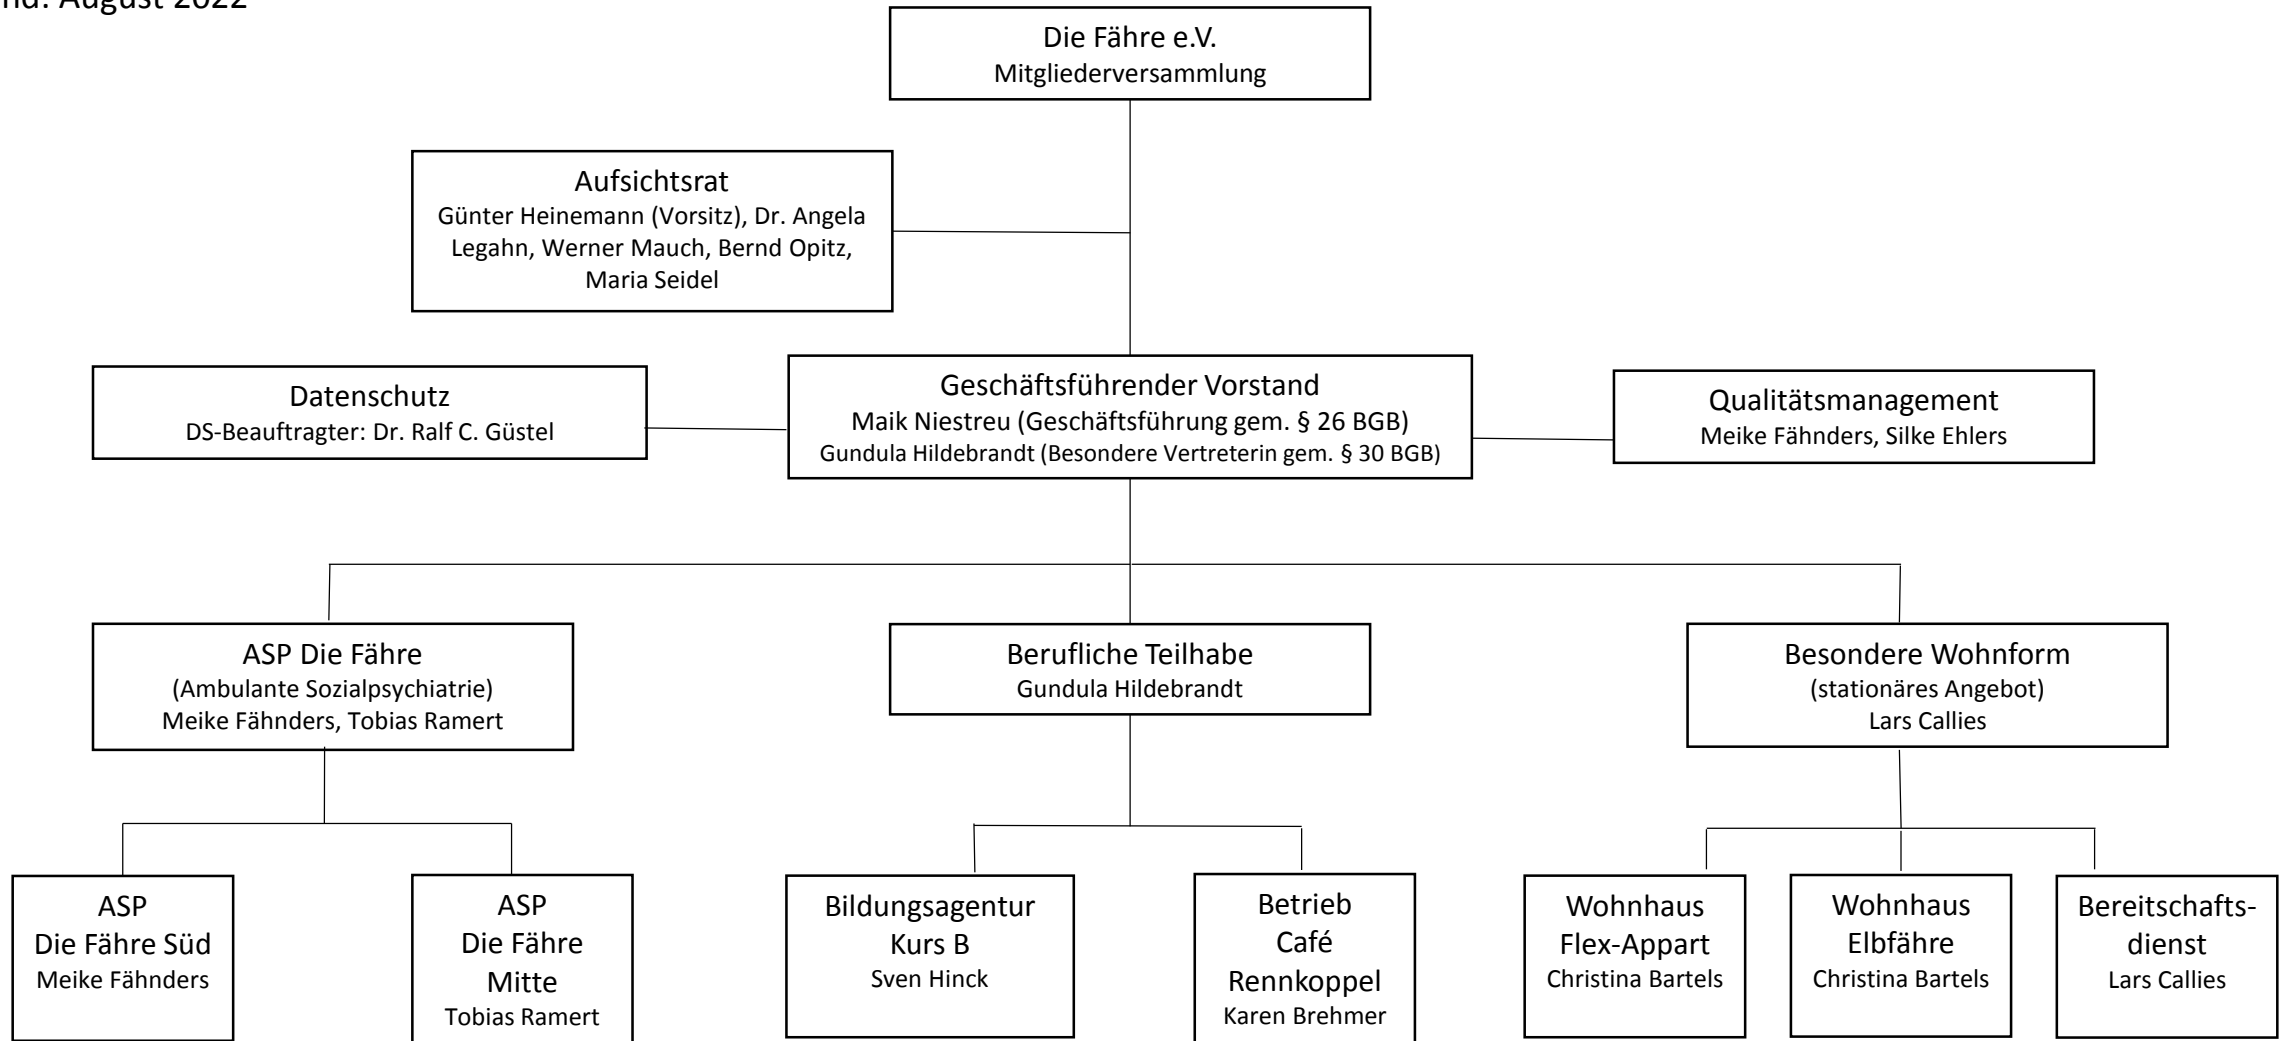 August 2022
Die Fähre e.V.
Mitgliederversammlung
Aufsichtsrat
Günter Heinemann (Vorsitz), Dr. Angela
Legahn, Werner Mauch, Bernd Opitz,
Maria Seidel
Datenschutz
DS-Beauftragter: Dr. Ralf C. Güstel
Geschäftsführender Vorstand
Maik Niestreu (Geschäftsführung gem. § 26 BGB)
Gundula Hildebrandt (Besondere Vertreterin gem. § 30 BGB)
Qualitätsmanagement
Meike Fähnders, Silke Ehlers
ASP Die Fähre
(Ambulante Sozialpsychiatrie)
Meike Fähnders, Tobias Ramert
Berufliche Teilhabe
Gundula Hildebrandt
Besondere Wohnform
(stationäres Angebot)
Lars Callies
ASP
Die Fähre Süd
Meike Fähnders
ASP
Die Fähre
Mitte
Tobias Ramert
Bildungsagentur
Kurs B
Sven Hinck
Betrieb
Café
Rennkoppel
Karen Brehmer
Wohnhaus
Flex-Appart
Christina Bartels
Wohnhaus
Elbfähre
Christina Bartels
Bereitschafts-
dienst
Lars Callies